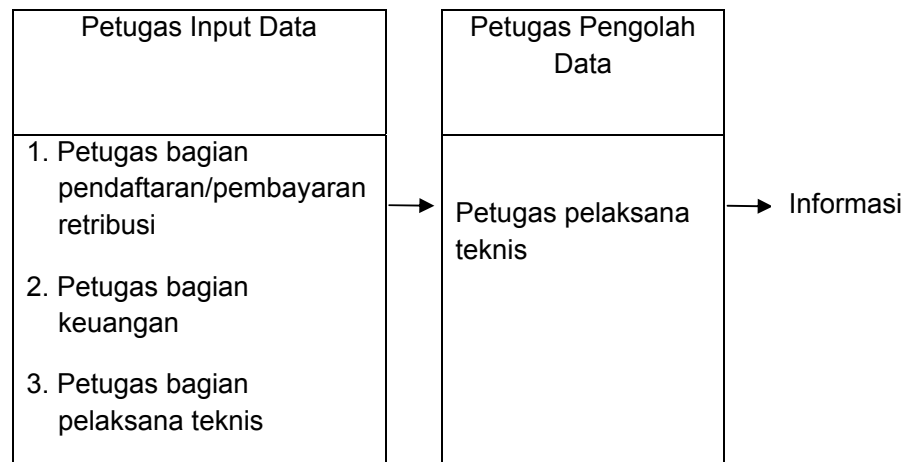 Petugas Input Data
1. Petugas bagian
pendaftaran/pembayaran
retribusi
2. Petugas bagian
keuangan
3. Petugas bagian
pelaksana teknis
Petugas Pengolah
Data
Petugas pelaksana
teknis
Informasi